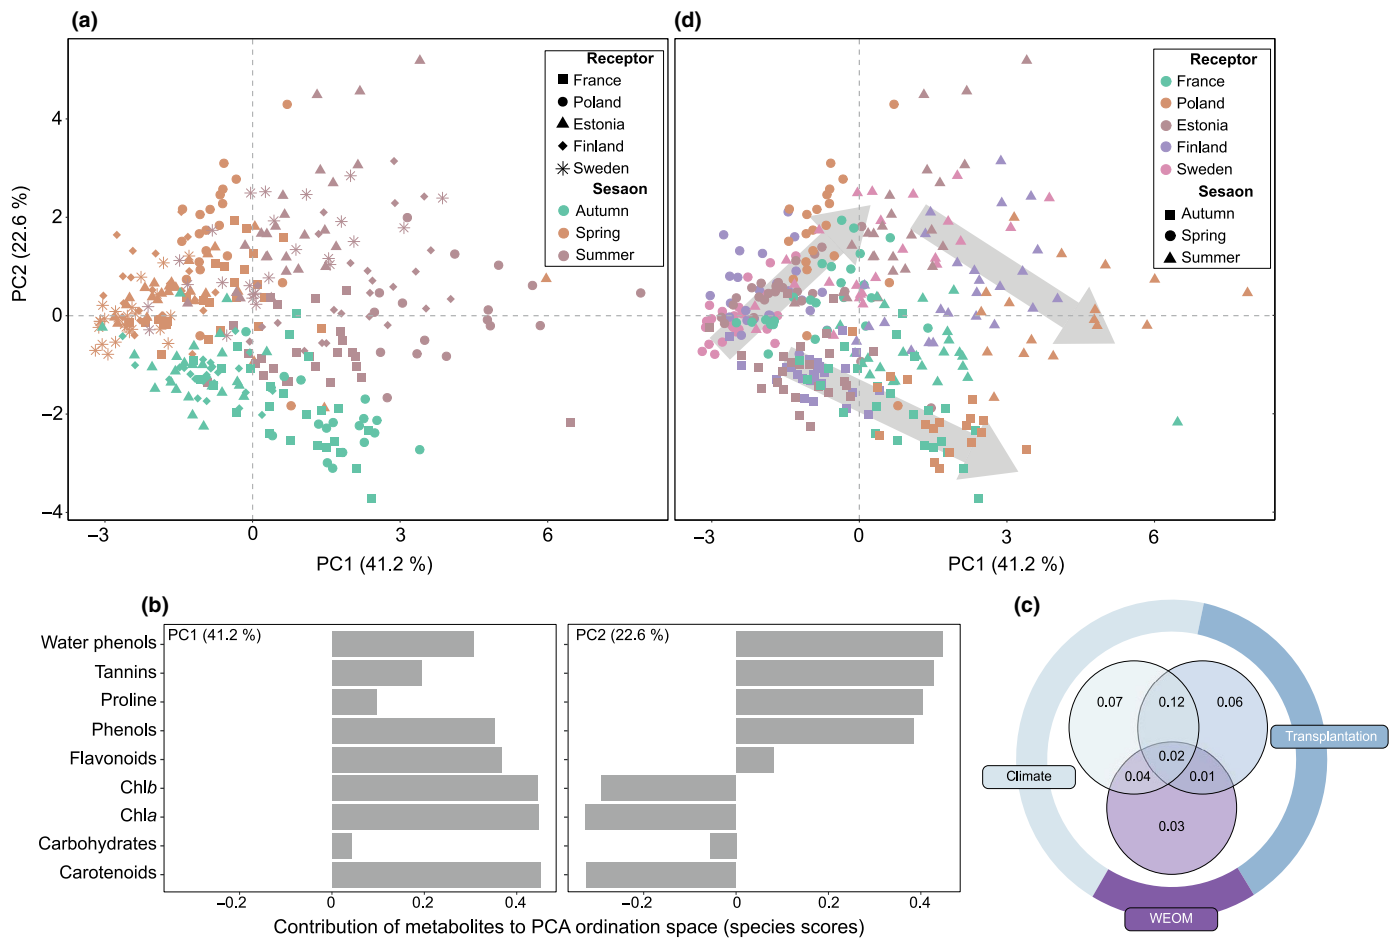 (a)
Receptor
France
Poland
Estonia
Finland
Sweden
Sesaon
Autumn
Spring
Summer
PC2 (22.6 %)
4
2
0
−2
−4
−3
0
3
6
PC1 (41.2 %)
(d)
Receptor
France
Poland
Estonia
Finland
Sweden
Sesaon
Autumn
Spring
Summer
−3
0
3
6
PC1 (41.2 %)
(b)
PC1 (41.2 %)
PC2 (22.6 %)
Water phenols
Tannins
Proline
Phenols
Flavonoids
Chlb
Chla
Carbohydrates
Carotenoids
−0.2
0
0.2
0.4
−0.2
0
0.2
0.4
Contribution of metabolites to PCA ordination space (species scores)
(c)
0.07
0.12
0.06
0.02
0.04
0.01
0.03
Transplantation
Climate
WEOM